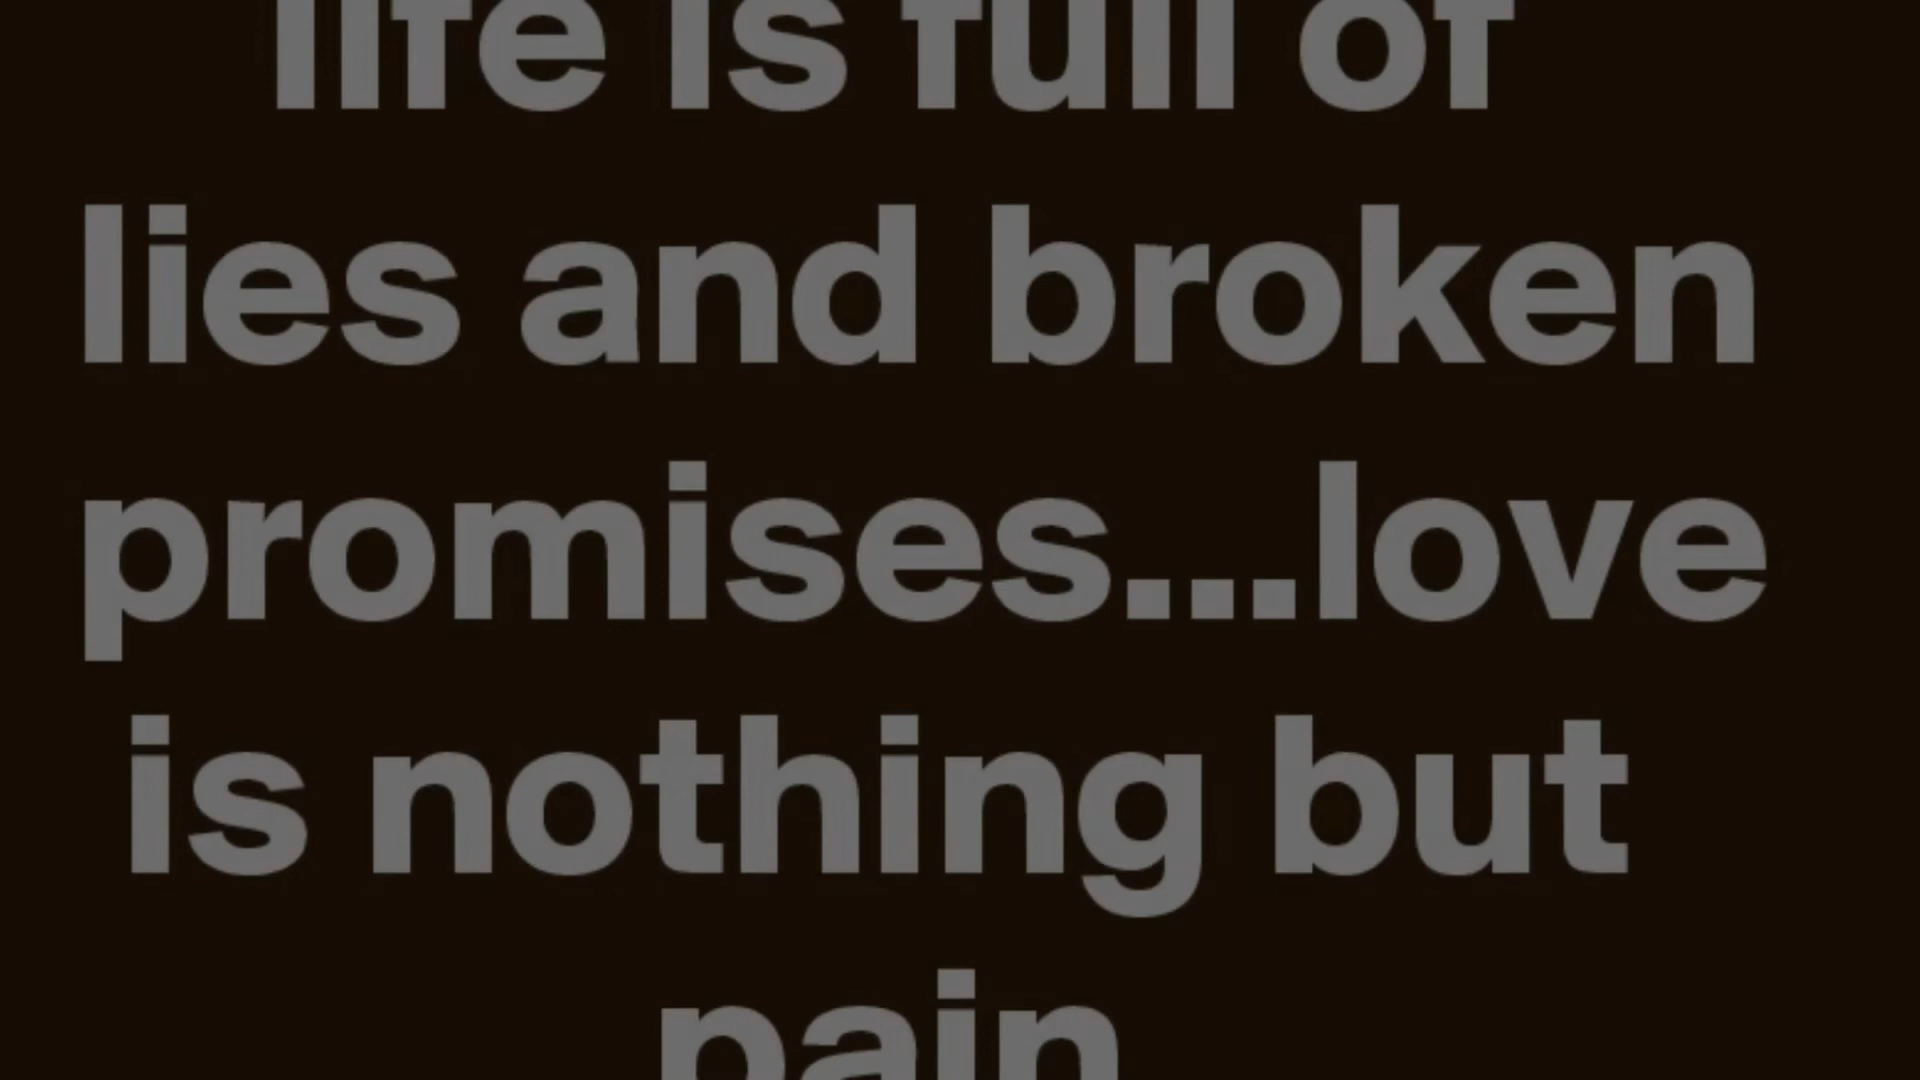 life is full of
lies and broken
promises...love
is nothing but
pain